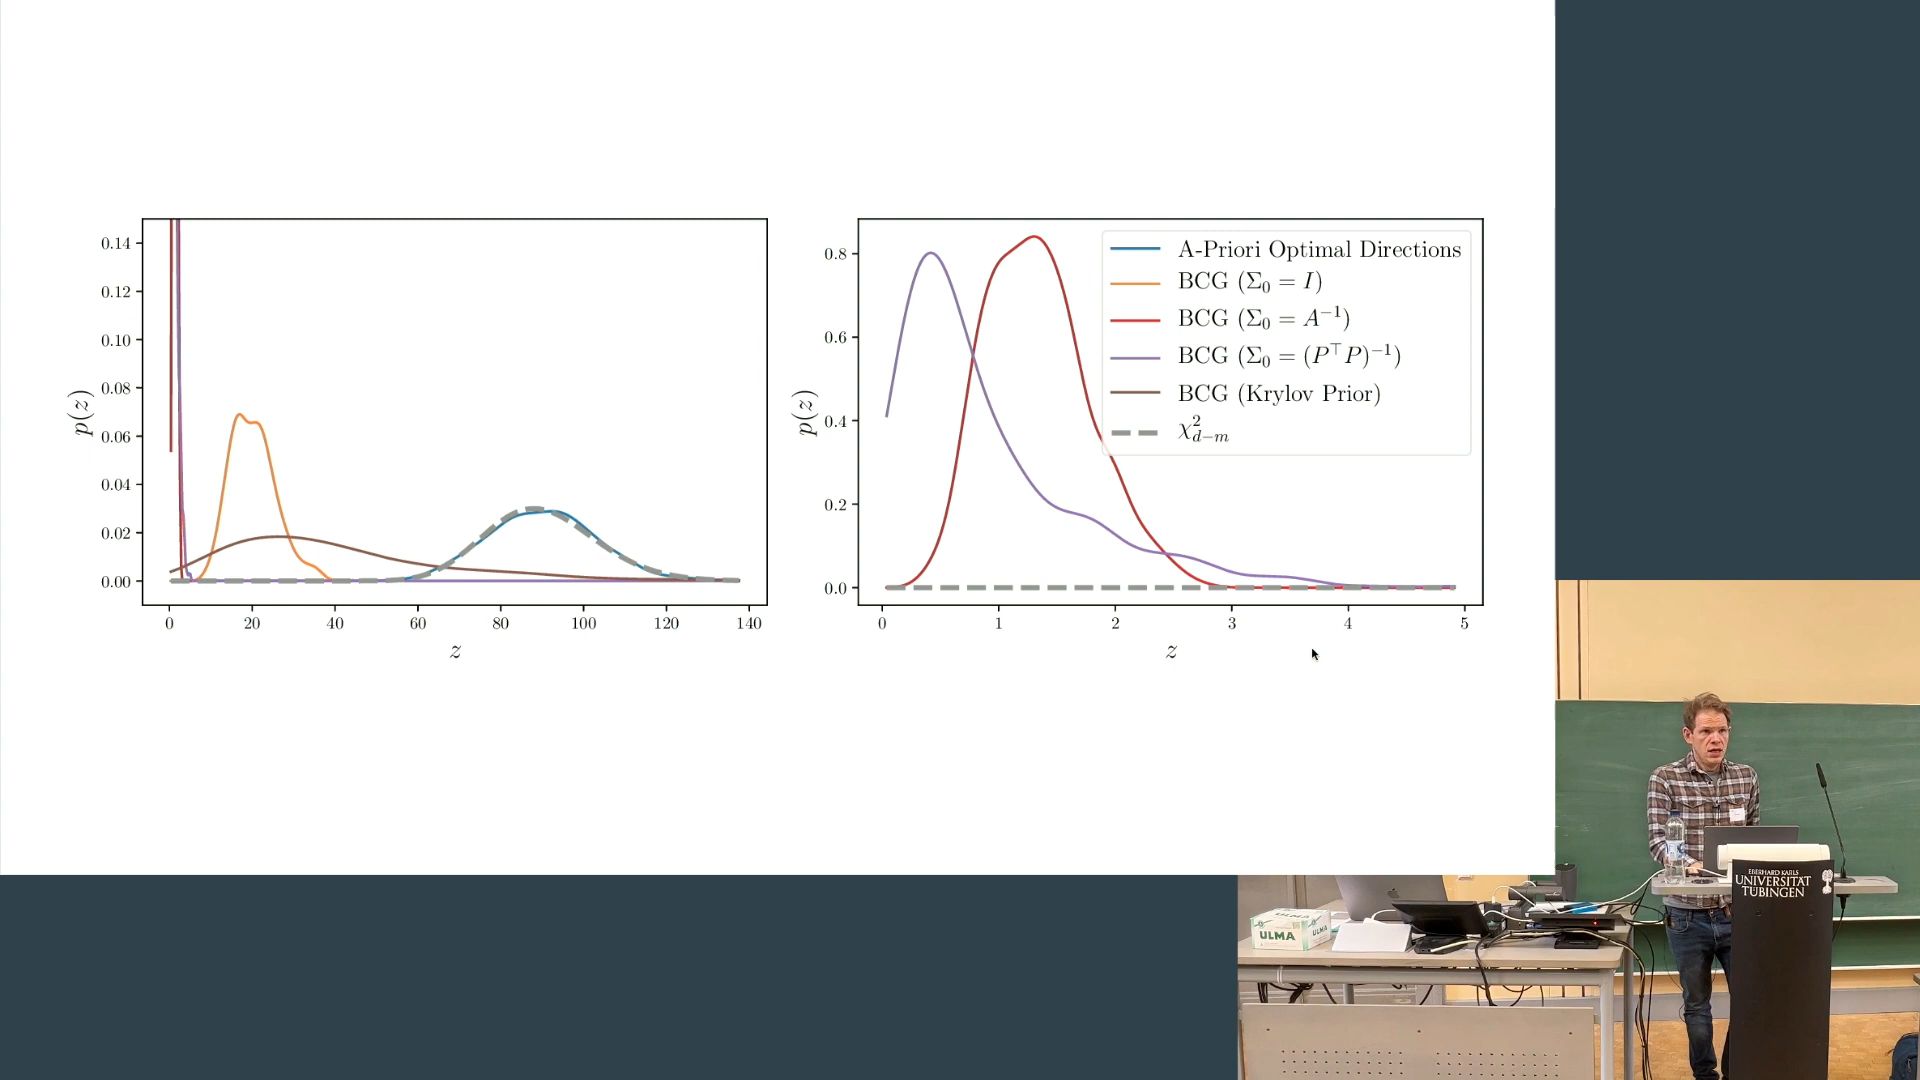 0.14
0.12
0.10
0.08
0.06
0.04
0.02
0.00
p(z)
0
20
40
60
80
100
120
140
z
0.8
0.6
0.4
0.2
0.0
p(z)
0
1
2
3
4
5
z
A-Priori Optimal Directions
BCG (Σ₀ = I)
BCG (Σ₀ = A⁻¹)
BCG (Σ₀ = (P⊤P)⁻¹)
BCG (Krylov Prior)
χ²d−m
EBERHARD KARLS
UNIVERSITÄT
TÜBINGEN
ULMA
ULMA